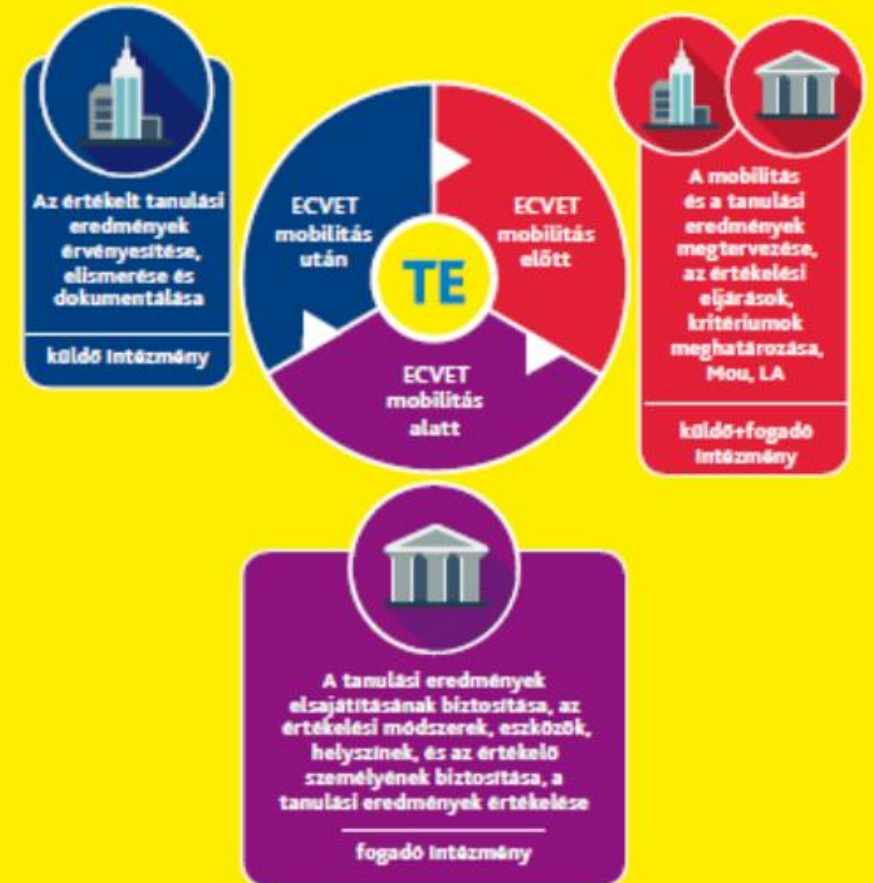 Az értékelt tanulási
eredmények
érvényesítése,
elismerése és
dokumentálása
küldő Intézmény
ECVET
mobilitás
után
ECVET
mobilitás
előtt
TE
ECVET
mobilitás
alatt
A mobilitás
és a tanulási
eredmények
megtervezése,
az értékelési
eljárások,
kritériumok
meghatározása,
Mou, LA
küldő+fogadó
Intézmény
A tanulási eredmények
elsajátításának biztosítása, az
értékelési módszerek, eszközök,
helyszínek, és az értékelő
személyének biztosítása, a
tanulási eredmények értékelése
fogadó Intézmény